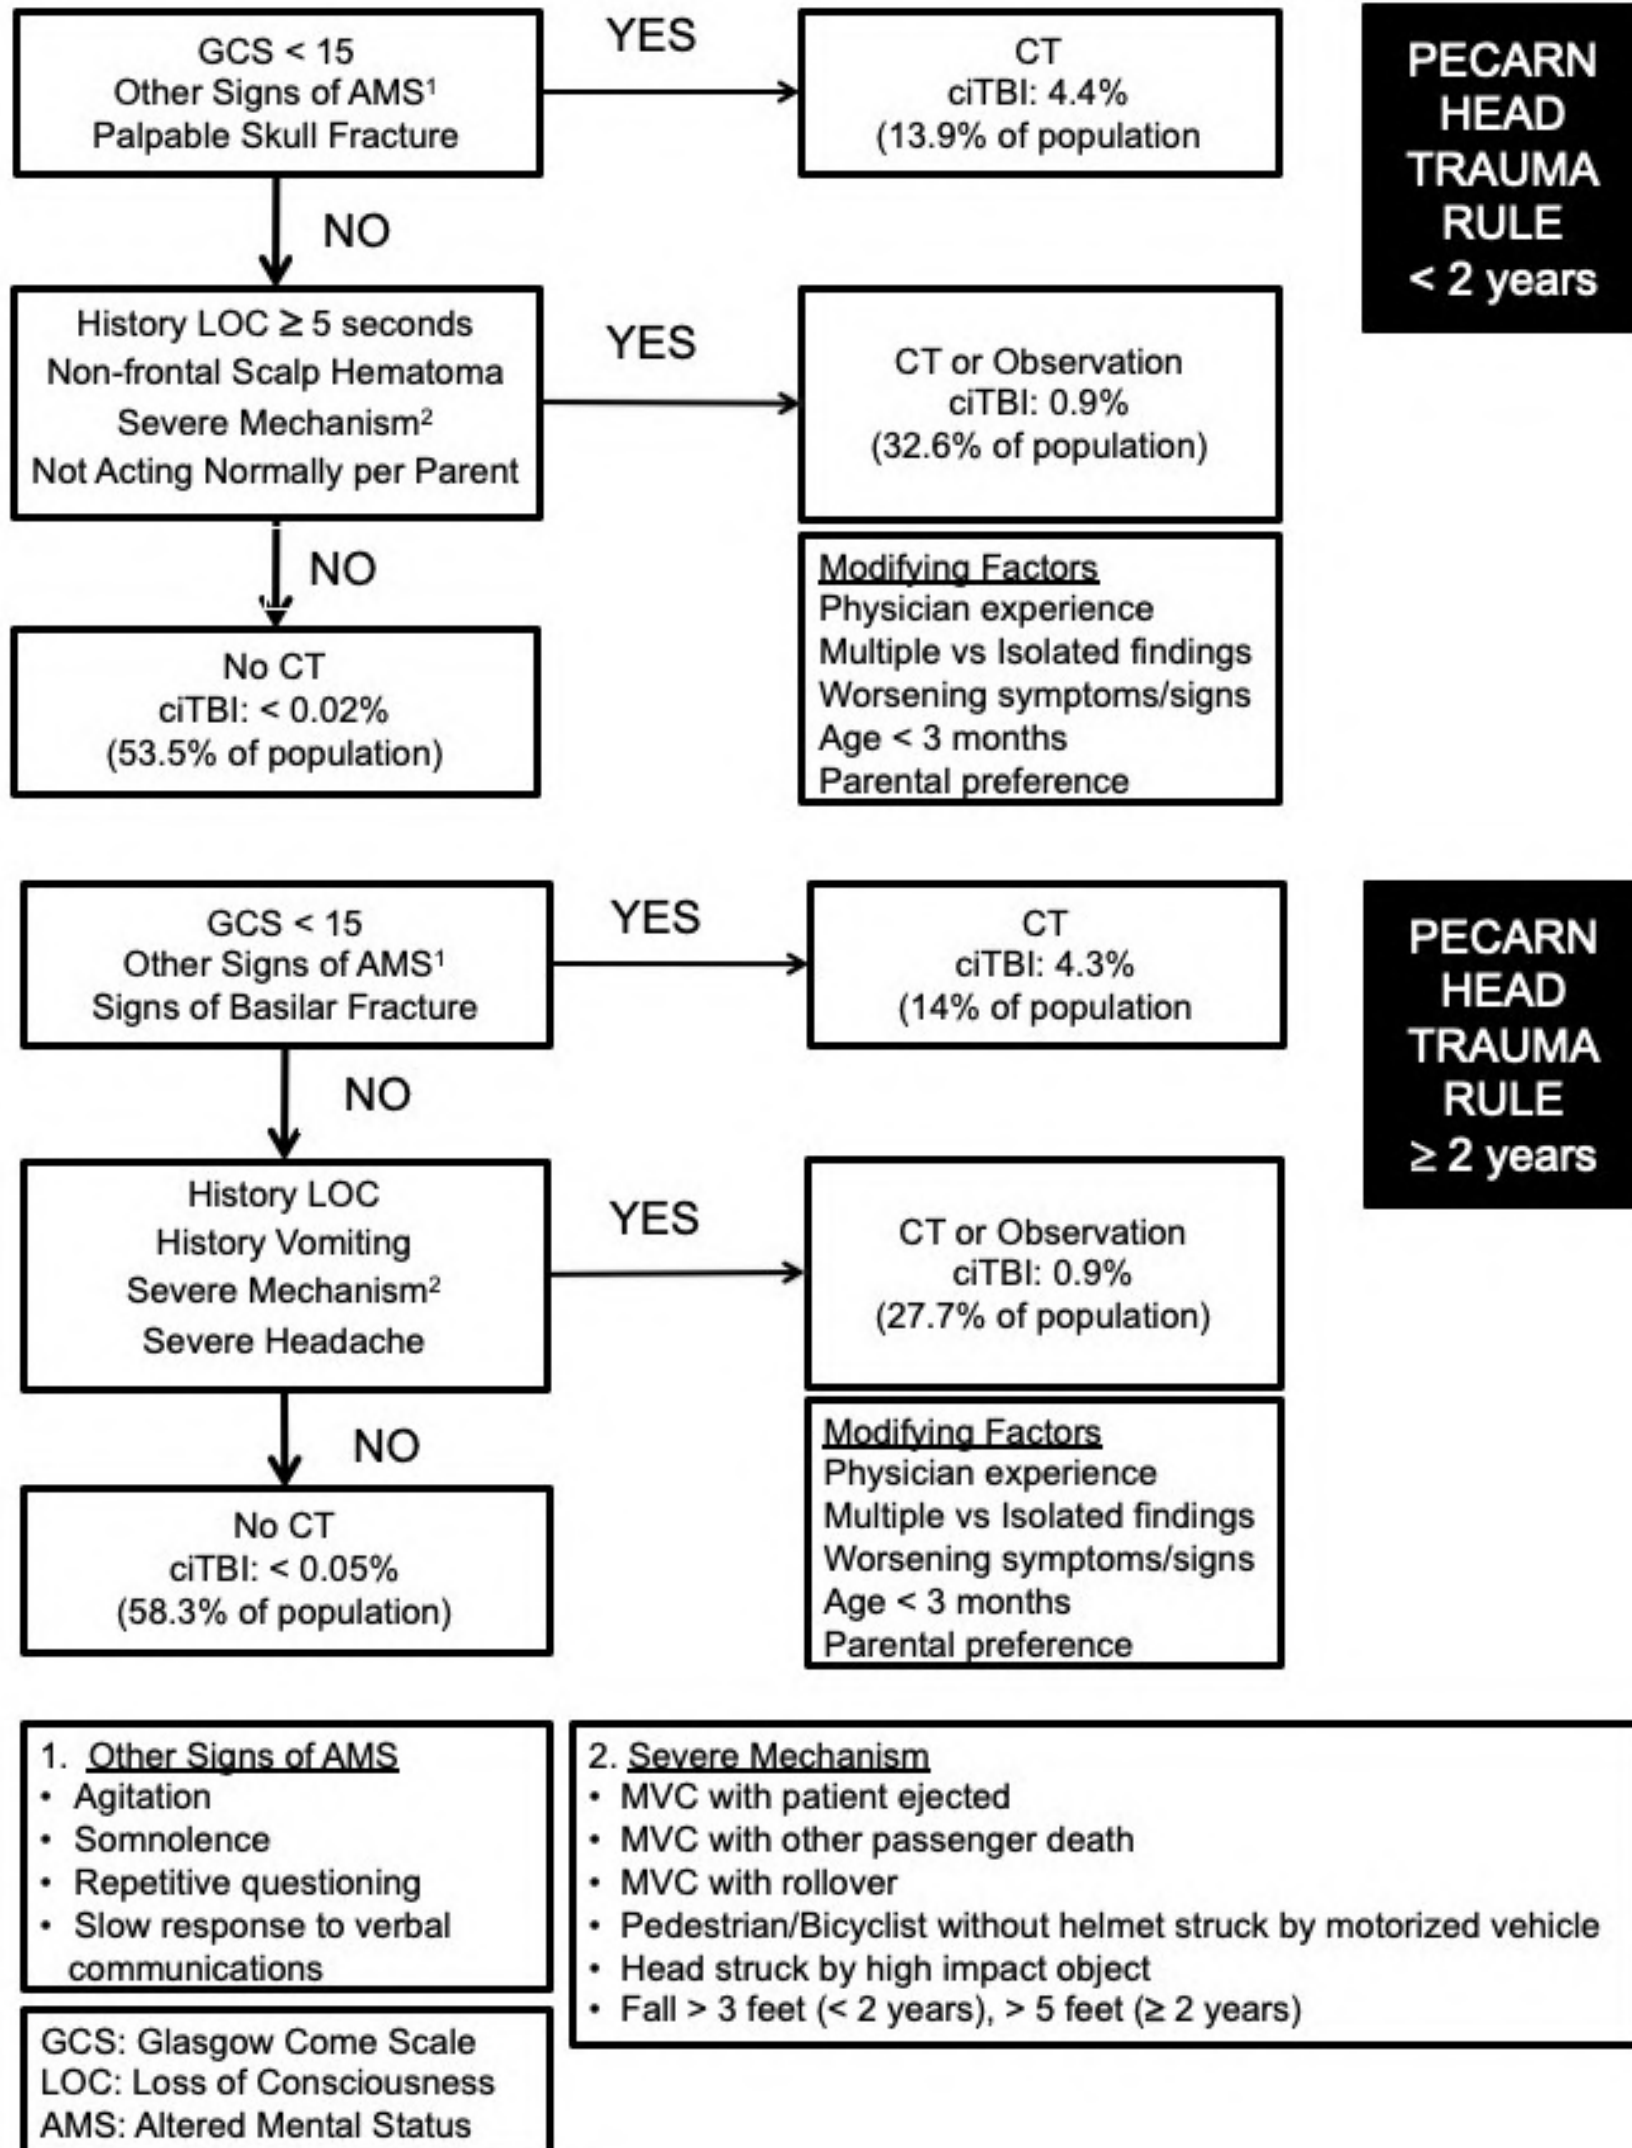 GCS < 15
Other Signs of AMS¹
Palpable Skull Fracture
YES
CT
ciTBI: 4.4%
(13.9% of population
PECARN
HEAD
TRAUMA
RULE
< 2 years
NO
History LOC ≥ 5 seconds
Non-frontal Scalp Hematoma
Severe Mechanism²
Not Acting Normally per Parent
YES
CT or Observation
ciTBI: 0.9%
(32.6% of population)
Modifying Factors
Physician experience
Multiple vs Isolated findings
Worsening symptoms/signs
Age < 3 months
Parental preference
NO
No CT
ciTBI: < 0.02%
(53.5% of population)
GCS < 15
Other Signs of AMS¹
Signs of Basilar Fracture
YES
CT
ciTBI: 4.3%
(14% of population
PECARN
HEAD
TRAUMA
RULE
≥ 2 years
NO
History LOC
History Vomiting
Severe Mechanism²
Severe Headache
YES
CT or Observation
ciTBI: 0.9%
(27.7% of population)
Modifying Factors
Physician experience
Multiple vs Isolated findings
Worsening symptoms/signs
Age < 3 months
Parental preference
NO
No CT
ciTBI: < 0.05%
(58.3% of population)
1. Other Signs of AMS
• Agitation
• Somnolence
• Repetitive questioning
• Slow response to verbal
communications
2. Severe Mechanism
• MVC with patient ejected
• MVC with other passenger death
• MVC with rollover
• Pedestrian/Bicyclist without helmet struck by motorized vehicle
• Head struck by high impact object
• Fall > 3 feet (< 2 years), > 5 feet (≥ 2 years)
GCS: Glasgow Come Scale
LOC: Loss of Consciousness
AMS: Altered Mental Status